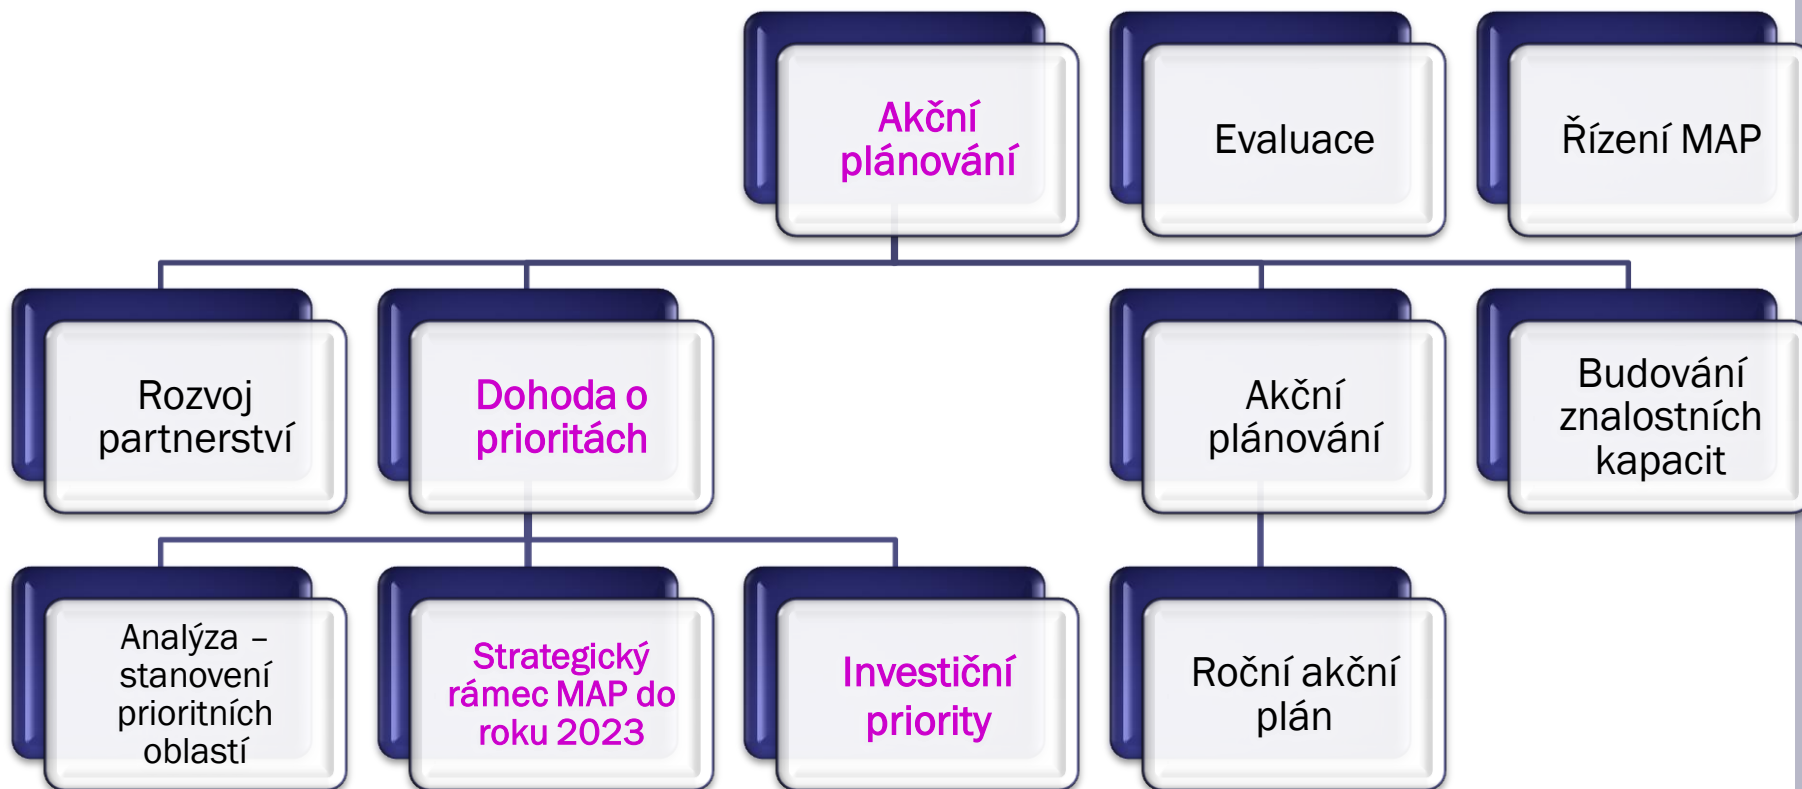 Akční
plánování
Evaluace
Řízení MAP
Rozvoj
partnerství
Dohoda o
prioritách
Akční
plánování
Budování
znalostních
kapacit
Analýza –
stanovení
prioritních
oblastí
Strategický
rámec MAP do
roku 2023
Investiční
priority
Roční akční
plán